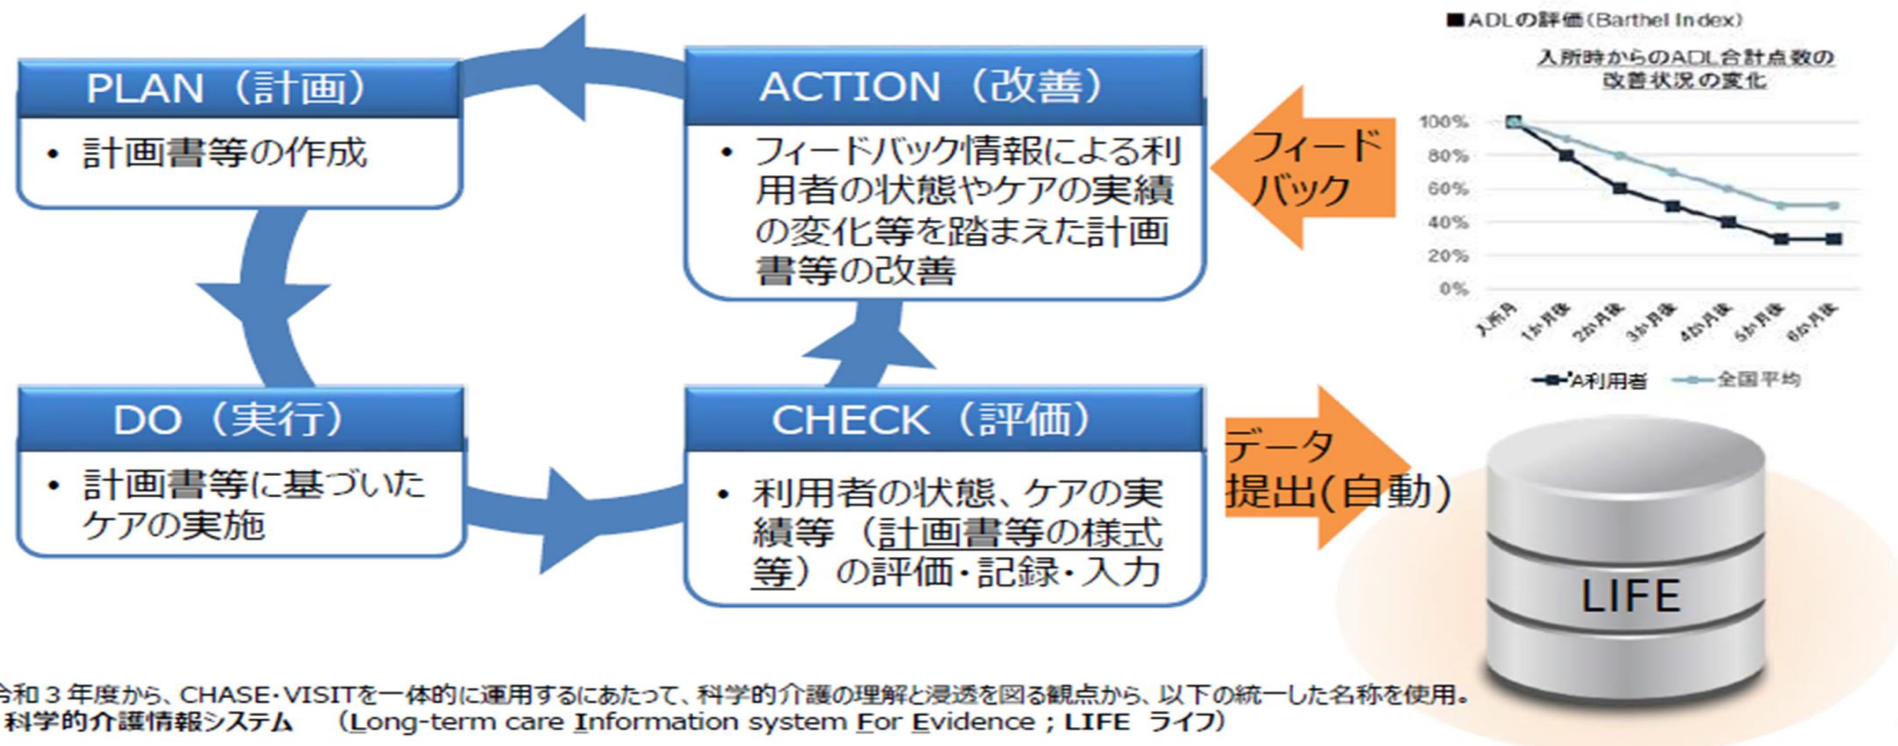 PLAN（計画）
• 計画書等の作成
ACTION（改善）
• フィードバック情報による利
用者の状態やケアの実績
の変化等を踏まえた計画
書等の改善
フィード
バック
■ADLの評価(Barthel Index)
入所時からのADL合計点数の
改善状況の変化
100%
80%
60%
40%
20%
0%
入所月
1か月後
2か月後
3か月後
4か月後
5か月後
6か月後
A利用者
全国平均
DO（実行）
• 計画書等に基づいた
ケアの実施
CHECK（評価）
• 利用者の状態、ケアの実
績等（計画書等の様式
等）の評価・記録・入力
データ
提出(自動)
LIFE
令和３年度から、CHASE・VISITを一体的に運用するにあたって、科学的介護の理解と浸透を図る観点から、以下の統一した名称を使用。
科学的介護情報システム （Long-term care Information system For Evidence；LIFE ライフ）